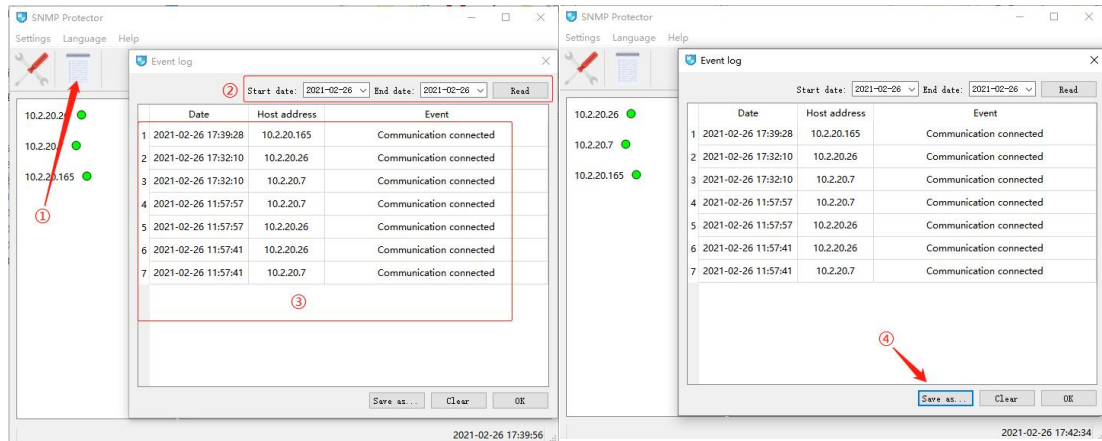 SNMP Protector
Settings Language Help
Event log
② Start date: 2021-02-26 End date: 2021-02-26 Read
Date Host address Event
1 2021-02-26 17:39:28 10.2.20.165 Communication connected
2 2021-02-26 17:32:10 10.2.20.26 Communication connected
3 2021-02-26 17:32:10 10.2.20.7 Communication connected
4 2021-02-26 11:57:57 10.2.20.7 Communication connected
5 2021-02-26 11:57:57 10.2.20.26 Communication connected
6 2021-02-26 11:57:41 10.2.20.26 Communication connected
7 2021-02-26 11:57:41 10.2.20.7 Communication connected
③
10.2.20.26
10.2.20.7
10.2.20.165
①
Save as... Clear OK
2021-02-26 17:39:56
SNMP Protector
Settings Language Help
Event log
Start date: 2021-02-26 End date: 2021-02-26 Read
Date Host address Event
1 2021-02-26 17:39:28 10.2.20.165 Communication connected
2 2021-02-26 17:32:10 10.2.20.26 Communication connected
3 2021-02-26 17:32:10 10.2.20.7 Communication connected
4 2021-02-26 11:57:57 10.2.20.7 Communication connected
5 2021-02-26 11:57:57 10.2.20.26 Communication connected
6 2021-02-26 11:57:41 10.2.20.26 Communication connected
7 2021-02-26 11:57:41 10.2.20.7 Communication connected
10.2.20.26
10.2.20.7
10.2.20.165
④
Save as... Clear OK
2021-02-26 17:42:34